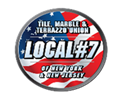 TILE, MARBLE &
TERRAZZO UNION
LOCAL#7
OF NEW YORK
& NEW JERSEY